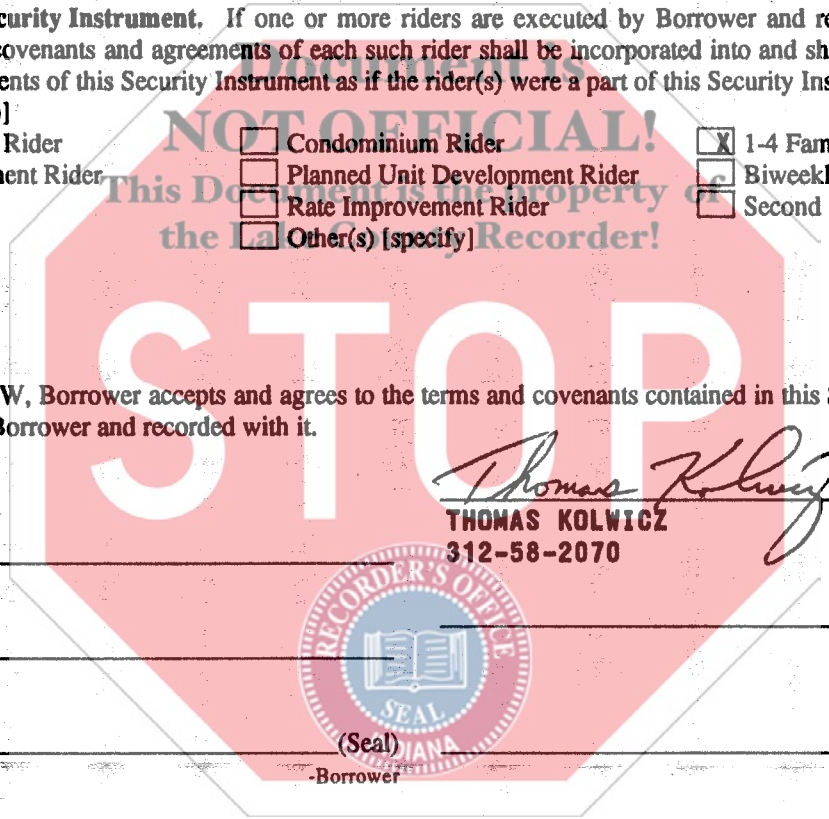 curity Instrument. If one or more riders are executed by Borrower and re
ovenants and agreements of each such rider shall be incorporated into and sh
ents of this Security Instrument as if the rider(s) were a part of this Security Ins
Document is
]
NOT OFFICIAL!
Rider Condominium Rider X 1-4 Fam
ent Rider Planned Unit Development Rider Biweekl
This Document is the property of
Rate Improvement Rider Second
the Lake County Recorder!
Other(s) [specify]
STOP
W, Borrower accepts and agrees to the terms and covenants contained in this
Borrower and recorded with it.
Thomas Kolwicz
THOMAS KOLWICZ
312-58-2070
RECORDER'S OFFICE
SEAL
INDIANA
(Seal)
-Borrower